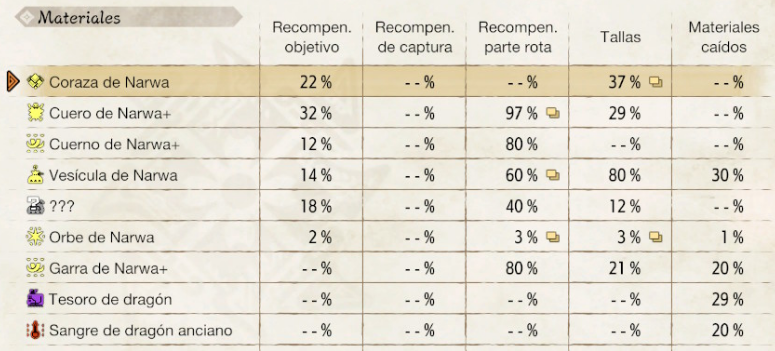 Materiales
Recompen. objetivo Recompen. de captura Recompen. parte rota Tallas Materiales caídos
Coraza de Narwa 22 % --% --% 37 % --%
Cuero de Narwa+ 32 % --% 97 % 29 % --%
Cuerno de Narwa+ 12 % --% 80 % --% --%
Vesícula de Narwa 14 % --% 60 % 80 % 30 %
??? 18 % --% 40 % 12 % --%
Orbe de Narwa 2 % --% 3 % 3 % 1 %
Garra de Narwa+ --% --% 80 % 21 % 20 %
Tesoro de dragón --% --% --% --% 29 %
Sangre de dragón anciano --% --% --% --% 20 %